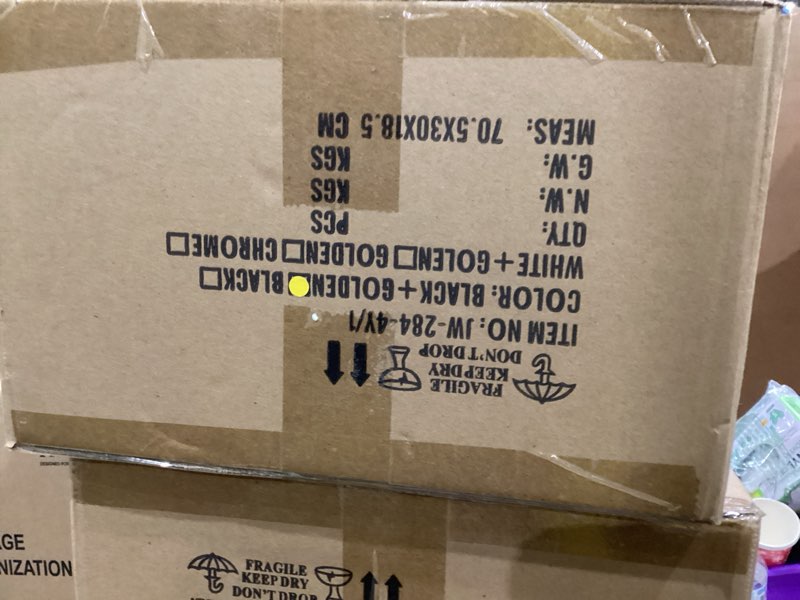 FRAGILE
KEEP DRY
DON'T DROP
ITEM NO: JW-284-4Y/1
COLOR: BLACK+GOLDEN BLACK
WHITE+GOLEN GOLDEN CHROME
QTY: PCS
N.W: KGS
G.W: KGS
MEAS: 70.5X30X18.5 CM
NIZATION
FRAGILE
KEEP DRY
DON'T DROP